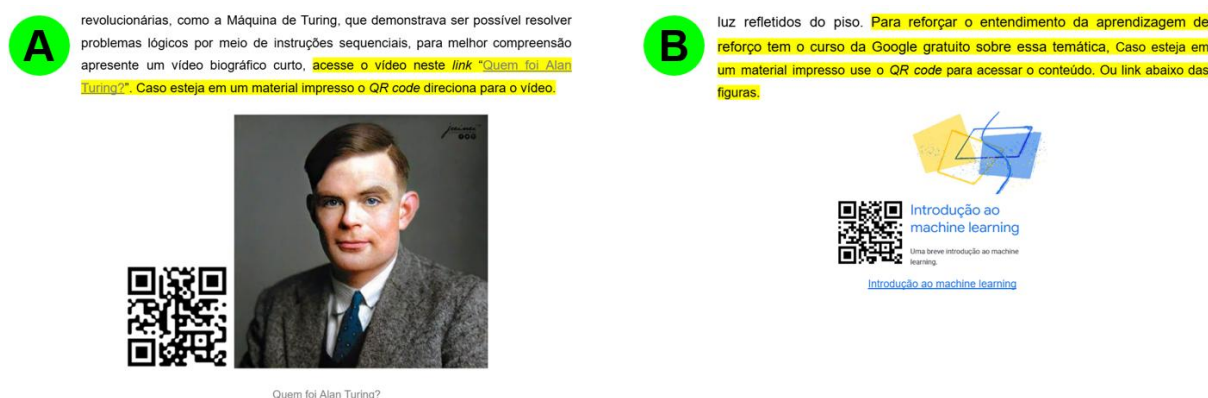 A
revolucionárias, como a Máquina de Turing, que demonstrava ser possível resolver
problemas lógicos por meio de instruções sequenciais, para melhor compreensão
apresente um vídeo biográfico curto, acesse o vídeo neste link “Quem foi Alan
Turing?”. Caso esteja em um material impresso o QR code direciona para o vídeo.
Quem foi Alan Turing?
B
luz refletidos do piso. Para reforçar o entendimento da aprendizagem de
reforço tem o curso da Google gratuito sobre essa temática, Caso esteja em
um material impresso use o QR code para acessar o conteúdo. Ou link abaixo das
figuras.
Introdução ao
machine learning
Uma breve introdução ao machine
learning.
Introdução ao machine learning